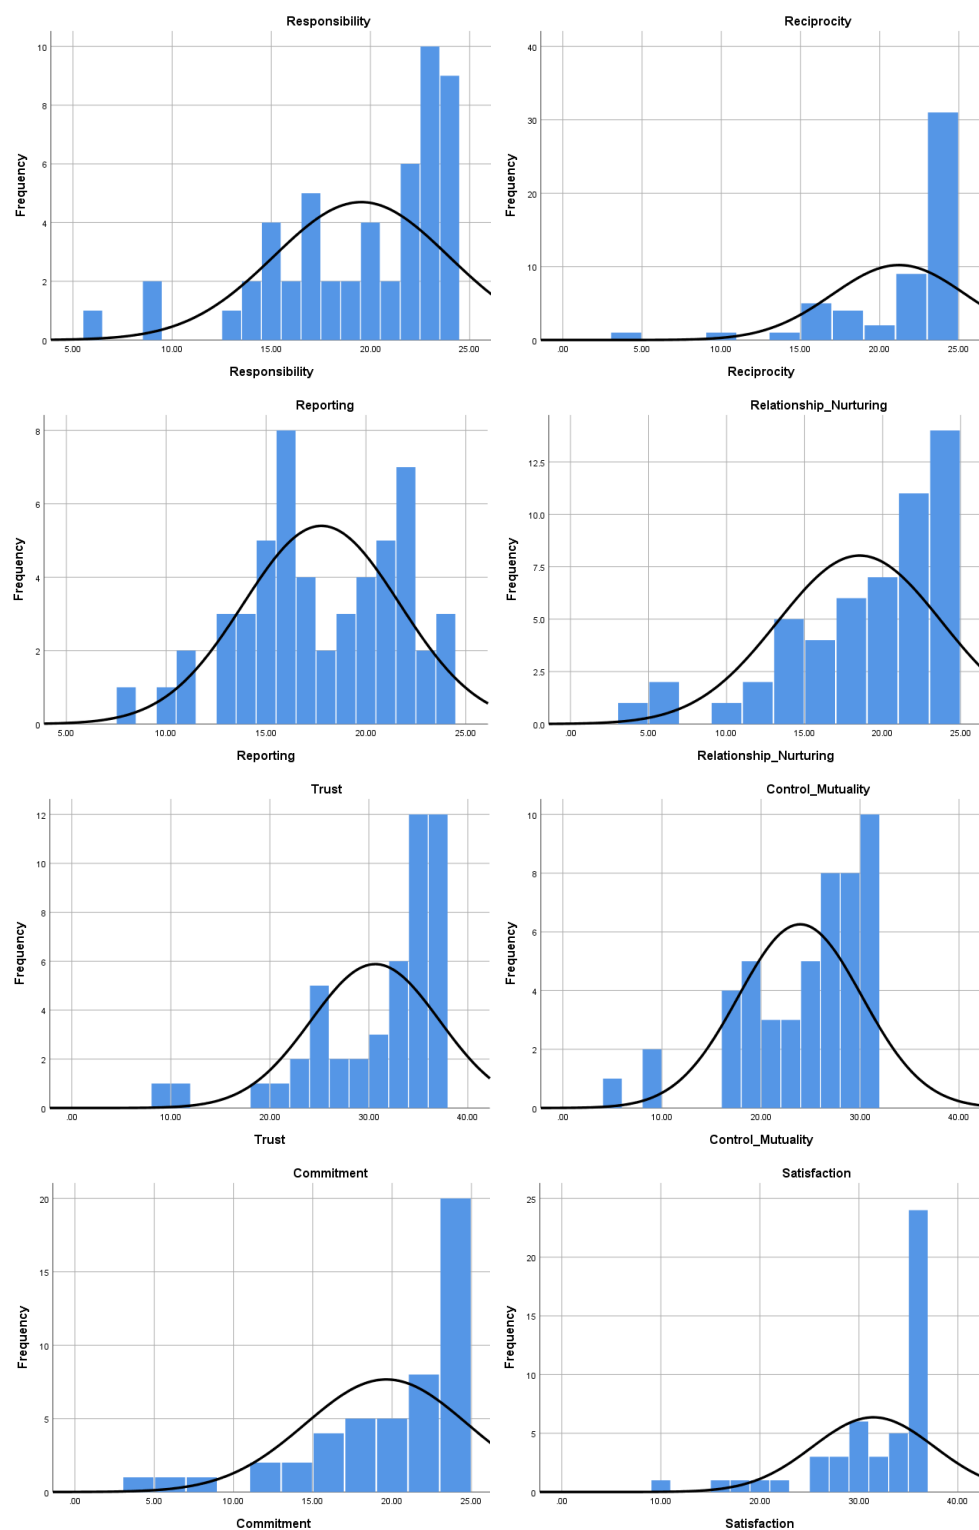 Responsibility
Frequency
10
8
6
4
2
0
5.00 10.00 15.00 20.00 25.00
Responsibility
Reciprocity
Frequency
40
30
20
10
0
.00 5.00 10.00 15.00 20.00 25.00
Reciprocity
Reporting
Frequency
8
6
4
2
0
5.00 10.00 15.00 20.00 25.00
Reporting
Relationship_Nurturing
Frequency
12.5
10.0
7.5
5.0
2.5
0.0
.00 5.00 10.00 15.00 20.00 25.00
Relationship_Nurturing
Trust
Frequency
12
10
8
6
4
2
0
.00 10.00 20.00 30.00 40.00
Trust
Control_Mutuality
Frequency
10
8
6
4
2
0
.00 10.00 20.00 30.00 40.00
Control_Mutuality
Commitment
Frequency
20
15
10
5
0
.00 5.00 10.00 15.00 20.00 25.00
Commitment
Satisfaction
Frequency
25
20
15
10
5
0
.00 10.00 20.00 30.00 40.00
Satisfaction